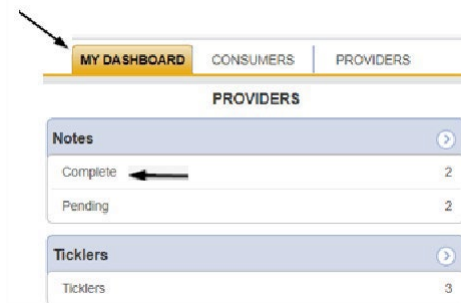 MY DASHBOARD CONSUMERS PROVIDERS
PROVIDERS
Notes
Complete 2
Pending 2
Ticklers
Ticklers 3